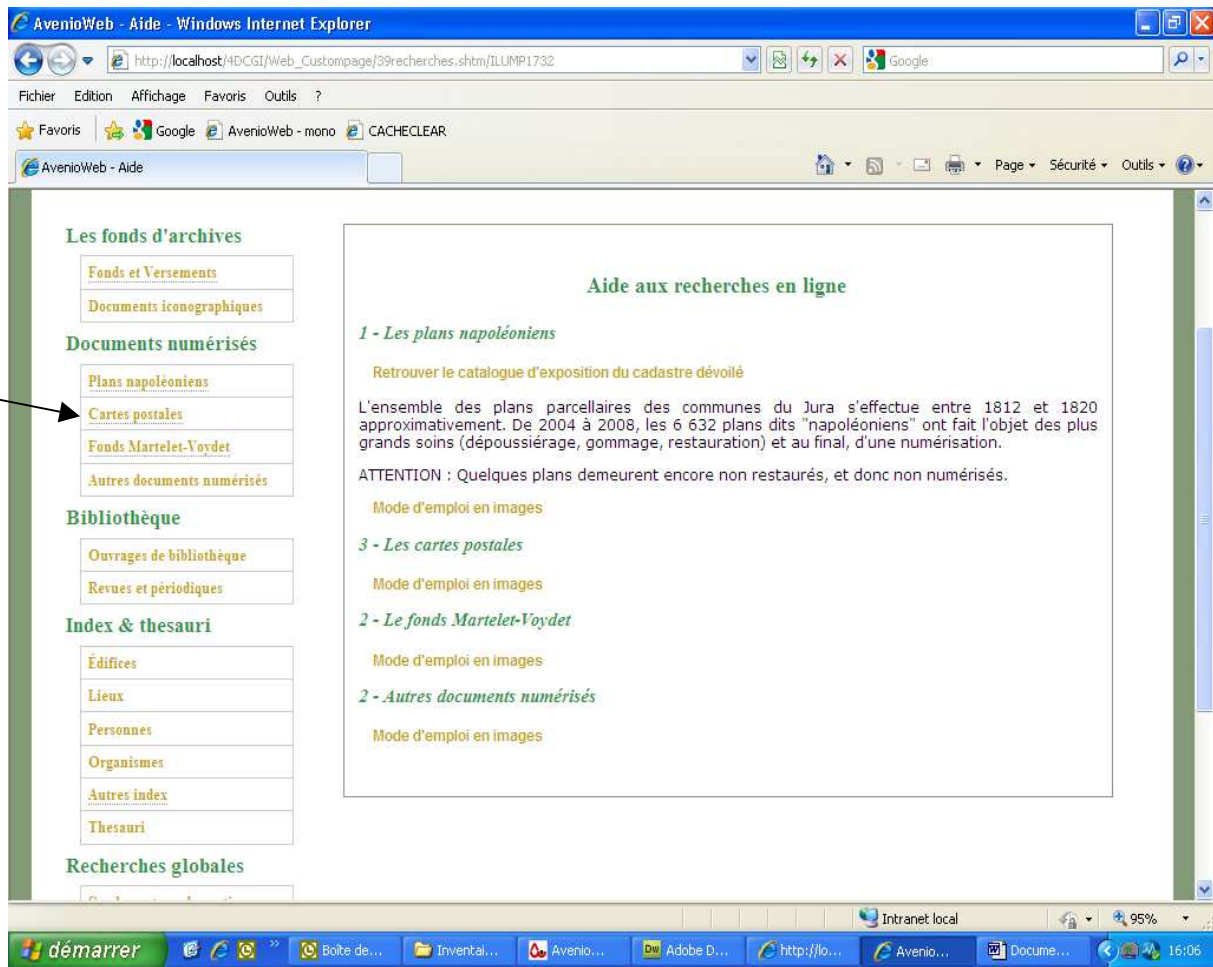 AvenioWeb - Aide - Windows Internet Explorer
http://localhost/4DCGI/Web_Custompage/39recherches.shtm/ILUMP1732
Google
Fichier Edition Affichage Favoris Outils ?
Favoris Google AvenioWeb - mono CACHECLEAR
AvenioWeb - Aide
Page Sécurité Outils
Les fonds d'archives
Fonds et Versements
Documents iconographiques
Documents numérisés
Plans napoléoniens
Cartes postales
Fonds Martelet-Voydet
Autres documents numérisés
Bibliothèque
Ouvrages de bibliothèque
Revues et périodiques
Index & thesauri
Édifices
Lieux
Personnes
Organismes
Autres index
Thesauri
Recherches globales
Aide aux recherches en ligne
1 - Les plans napoléoniens
Retrouver le catalogue d'exposition du cadastre dévoilé
L'ensemble des plans parcellaires des communes du Jura s'effectue entre 1812 et 1820
approximativement. De 2004 à 2008, les 6 632 plans dits "napoléoniens" ont fait l'objet des plus
grands soins (dépoussiérage, gommage, restauration) et au final, d'une numérisation.
ATTENTION : Quelques plans demeurent encore non restaurés, et donc non numérisés.
Mode d'emploi en images
3 - Les cartes postales
Mode d'emploi en images
2 - Le fonds Martelet-Voydet
Mode d'emploi en images
2 - Autres documents numérisés
Mode d'emploi en images
Intranet local 95%
démarrer Boîte de... Inventai... Avenio... Adobe D... http://lo... Avenio... Docume... 16:06